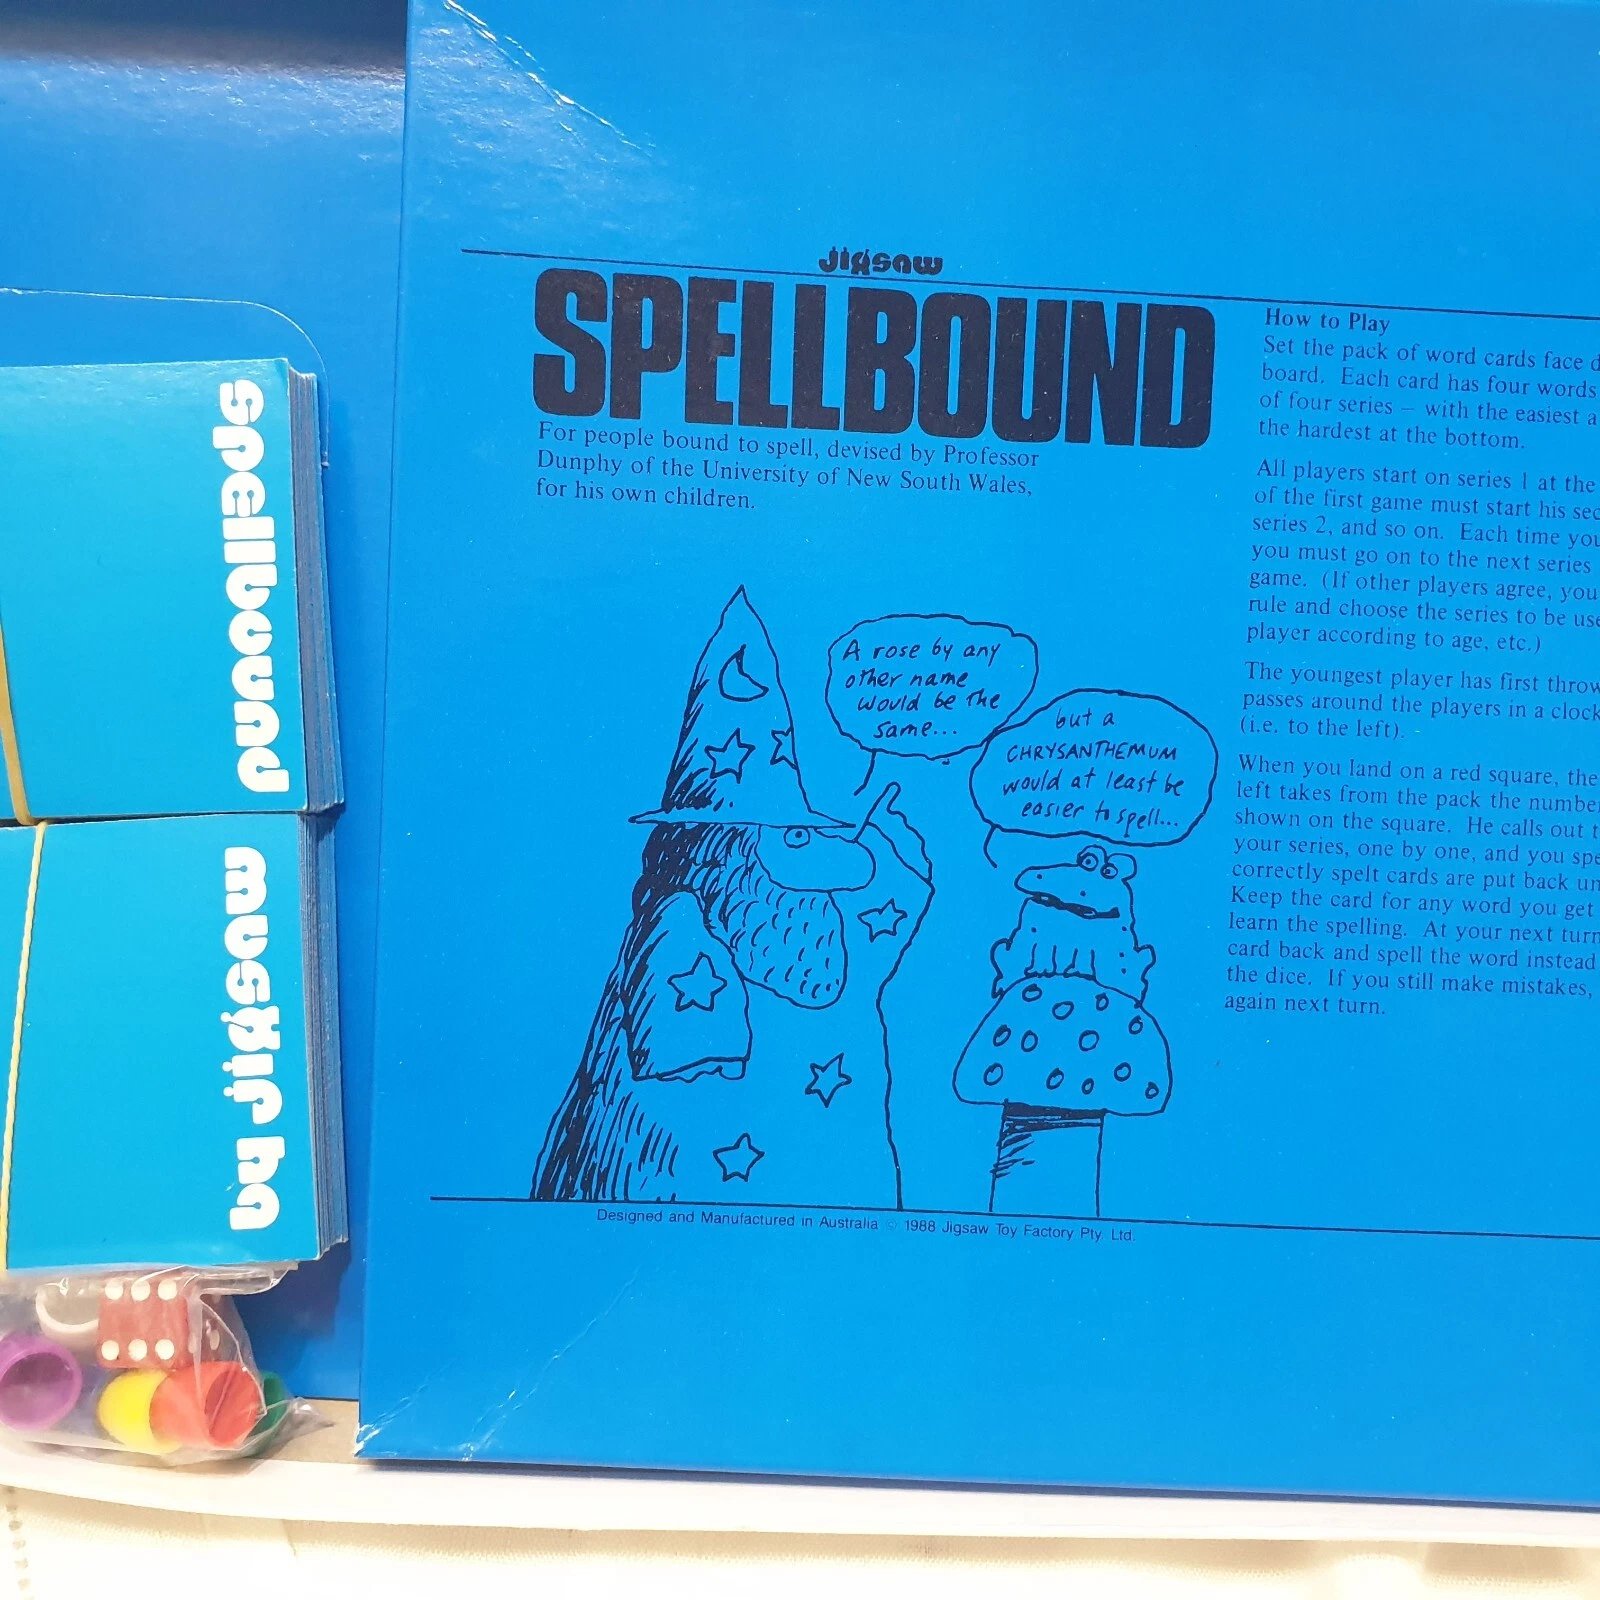 spellbound
by jigsaw
jigsaw
SPELLBOUND
For people bound to spell, devised by Professor
Dunphy of the University of New South Wales,
for his own children.
A rose by any
other name
would be the
same...
but a
CHRYSANTHEMUM
would at least be
easier to spell...
Designed and Manufactured in Australia © 1988 Jigsaw Toy Factory Pty. Ltd.
How to Play
Set the pack of word cards face
board. Each card has four words
of four series – with the easiest
the hardest at the bottom.
All players start on series 1 at the
of the first game must start his
series 2, and so on. Each time
you must go on to the next series
game. (If other players agree, you
rule and choose the series to be
player according to age, etc.)
The youngest player has first
passes around the players in a
(i.e. to the left).
When you land on a red square, the
left takes from the pack the number
shown on the square. He calls out
your series, one by one, and you
correctly spelt cards are put back
Keep the card for any word you get
learn the spelling. At your next turn
card back and spell the word instead
the dice. If you still make mistakes,
again next turn.